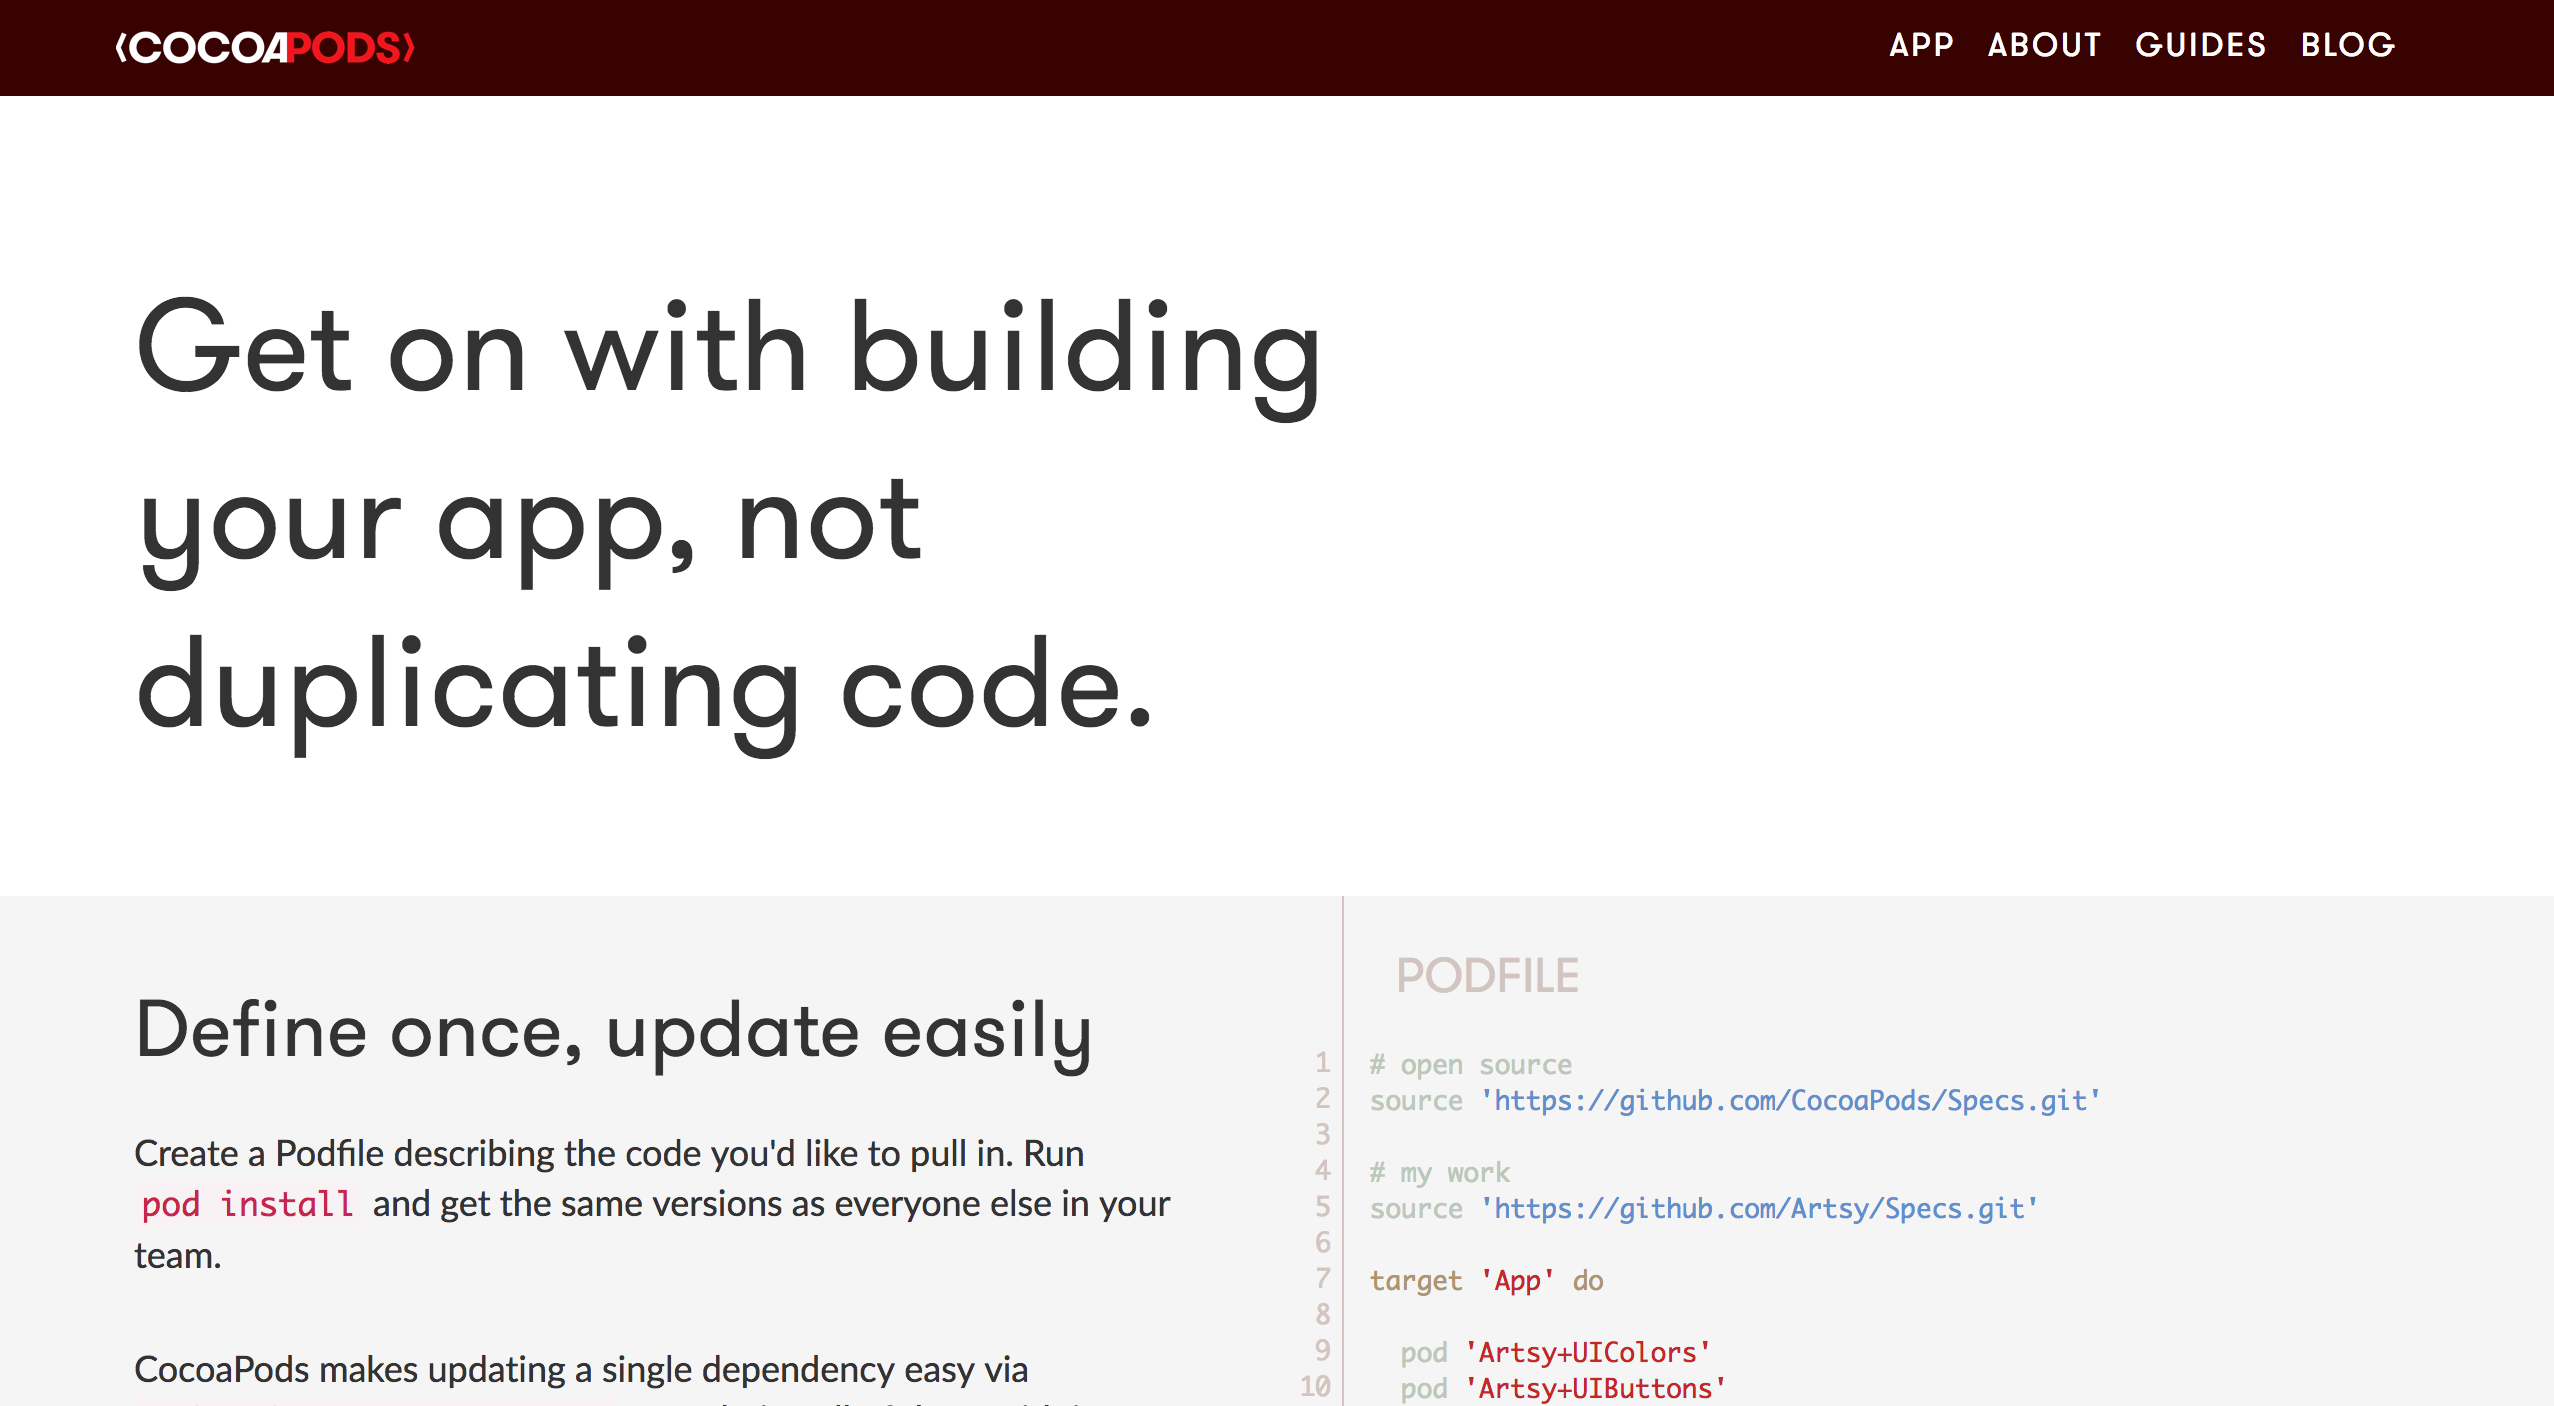 ⟨COCOAPODS⟩
APP ABOUT GUIDES BLOG
Get on with building
your app, not
duplicating code.
Define once, update easily
Create a Podfile describing the code you'd like to pull in. Run
pod install and get the same versions as everyone else in your
team.
CocoaPods makes updating a single dependency easy via
PODFILE
1 # open source
2 source 'https://github.com/CocoaPods/Specs.git'
3
4 # my work
5 source 'https://github.com/Artsy/Specs.git'
6
7 target 'App' do
8
9 pod 'Artsy+UIColors'
10 pod 'Artsy+UIButtons'